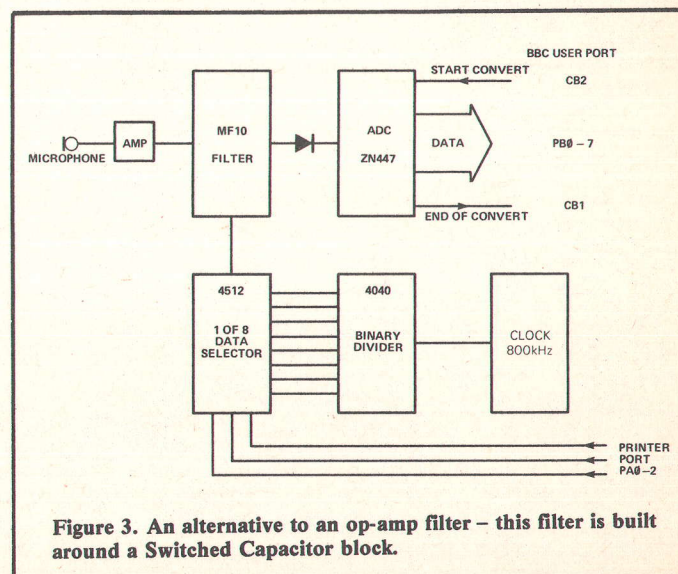 BBC USER PORT
START CONVERT
CB2
MICROPHONE
AMP
MF10
FILTER
ADC
ZN447
DATA
PBØ – 7
END OF CONVERT
CB1
4512
1 OF 8
DATA
SELECTOR
4040
BINARY
DIVIDER
CLOCK
800kHz
PRINTER
PORT
PAØ–2
Figure 3. An alternative to an op-amp filter – this filter is built
around a Switched Capacitor block.